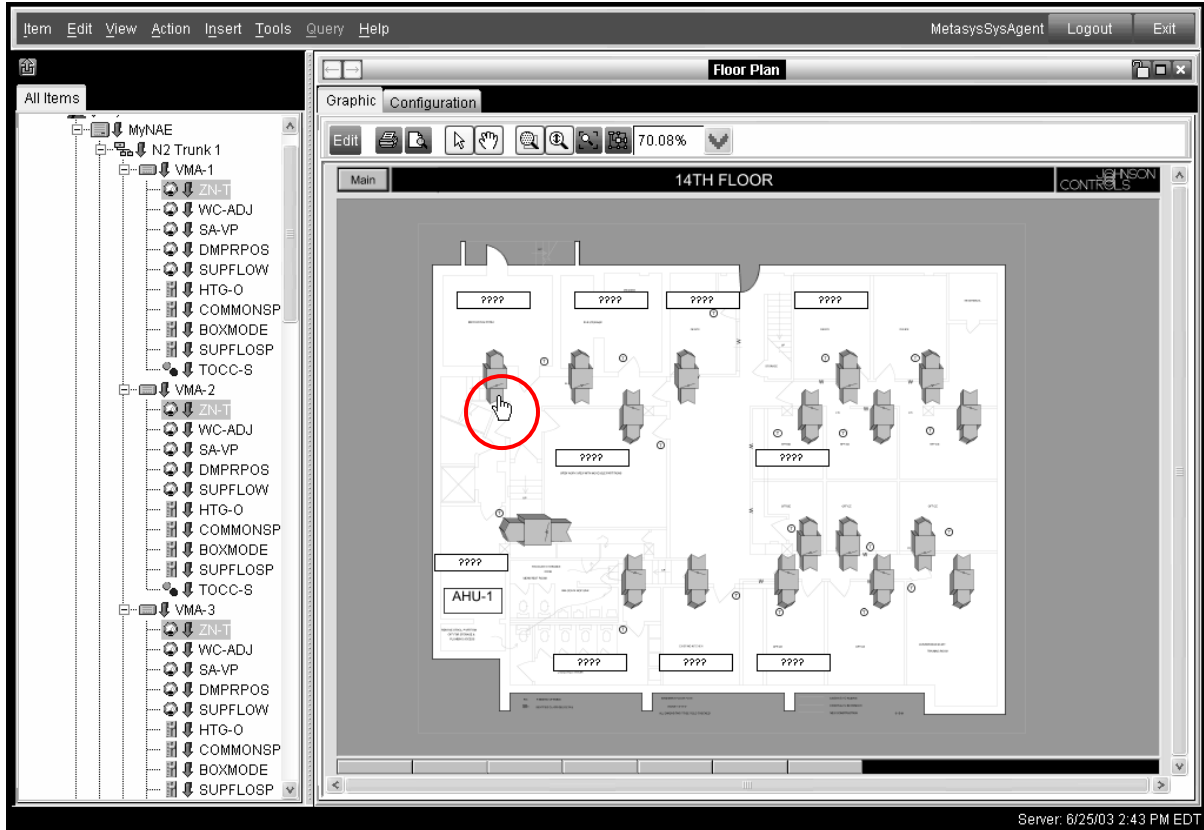 Item Edit View Action Insert Tools Query Help
MetasysSysAgent Logout Exit
Floor Plan
All Items
Graphic Configuration
MyNAE
N2 Trunk 1
VMA-1
ZN-T
WC-ADJ
SA-VP
DMPRPOS
SUPFLOW
HTG-O
COMMONSP
BOXMODE
SUPFLOSP
TOCC-S
VMA-2
ZN-T
WC-ADJ
SA-VP
DMPRPOS
SUPFLOW
HTG-O
COMMONSP
BOXMODE
SUPFLOSP
TOCC-S
VMA-3
ZN-T
WC-ADJ
SA-VP
DMPRPOS
SUPFLOW
HTG-O
COMMONSP
BOXMODE
SUPFLOSP
Edit 70.08%
Main 14TH FLOOR JOHNSON CONTROLS
???? ???? ???? ????
???? ????
????
AHU-1
???? ???? ????
Server: 6/25/03 2:43 PM EDT